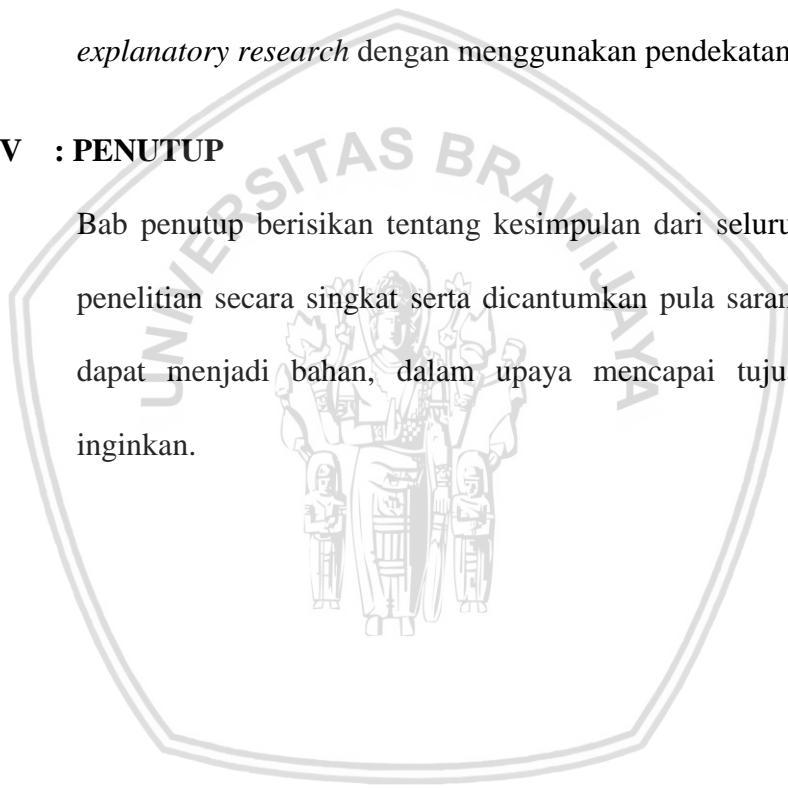 explanatory research dengan menggunakan pendekatan
V : PENUTUP
UNIVERSITAS BRAWIJAYA
Bab penutup berisikan tentang kesimpulan dari seluru
penelitian secara singkat serta dicantumkan pula saran
dapat menjadi bahan, dalam upaya mencapai tujua
inginkan.